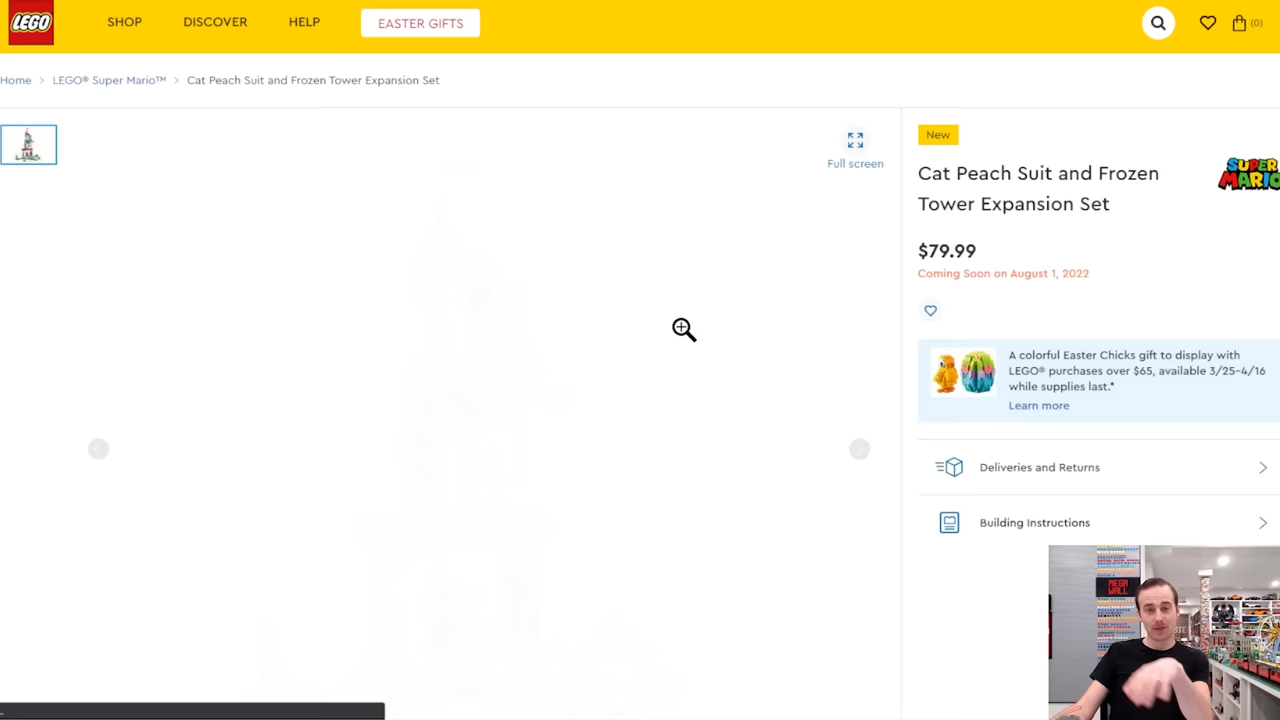 LEGO
SHOP DISCOVER HELP EASTER GIFTS (0)
Home > LEGO® Super Mario™ > Cat Peach Suit and Frozen Tower Expansion Set
Full screen
New
Cat Peach Suit and Frozen
Tower Expansion Set
SUPER
MARIO
$79.99
Coming Soon on August 1, 2022
A colorful Easter Chicks gift to display with
LEGO® purchases over $65, available 3/25-4/16
while supplies last.*
Learn more
Deliveries and Returns
Building Instructions
MEGA
WALL